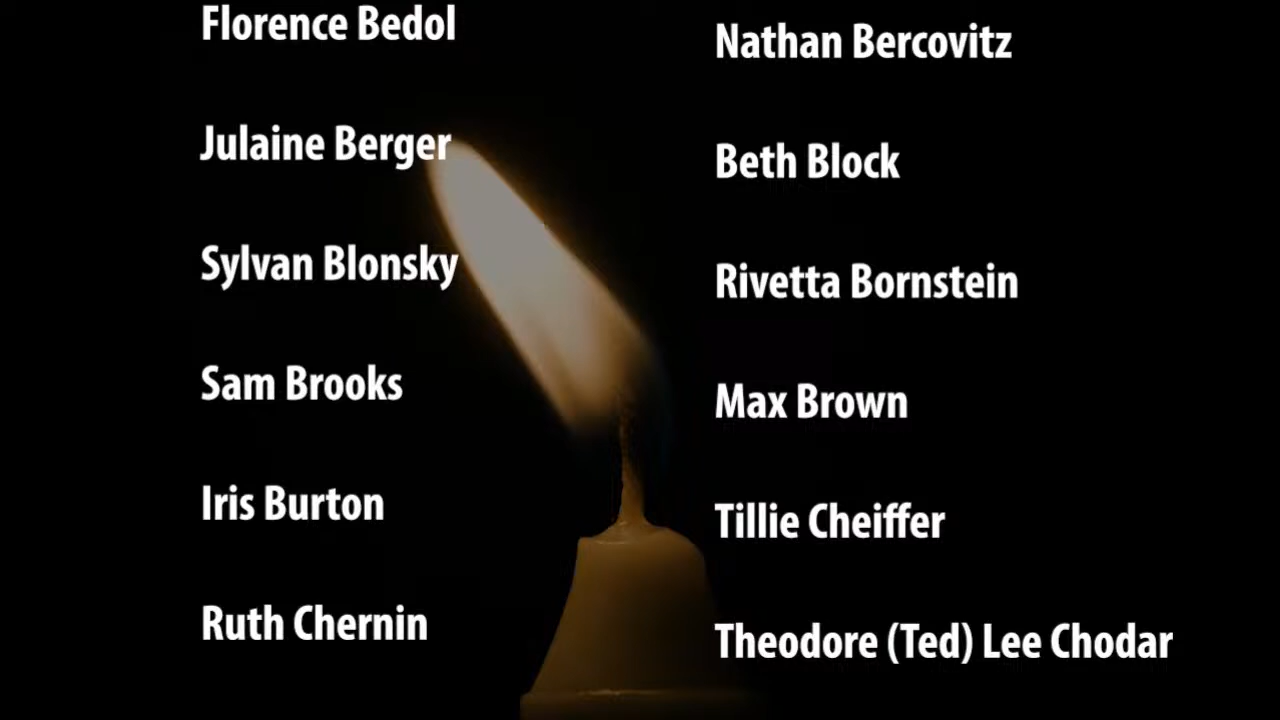 Florence Bedol
Nathan Bercovitz
Julaine Berger
Beth Block
Sylvan Blonsky
Rivetta Bornstein
Sam Brooks
Max Brown
Iris Burton
Tillie Cheiffer
Ruth Chernin
Theodore (Ted) Lee Chodar